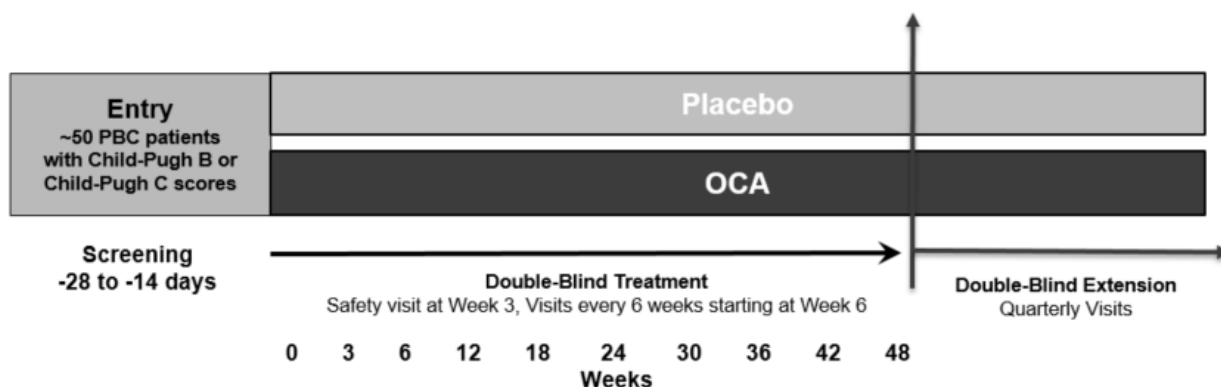 Entry
~50 PBC patients
with Child-Pugh B or
Child-Pugh C scores
Placebo
OCA
Screening
-28 to -14 days
Double-Blind Treatment
Safety visit at Week 3, Visits every 6 weeks starting at Week 6
Double-Blind Extension
Quarterly Visits
0 3 6 12 18 24 30 36 42 48
Weeks